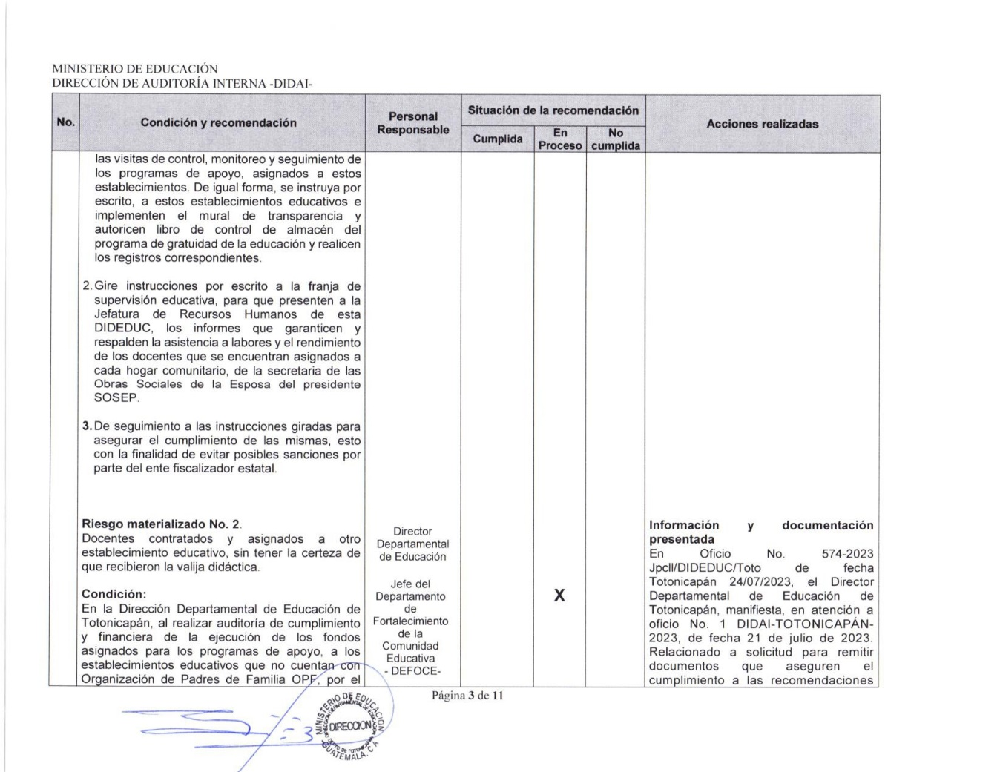 MINISTERIO DE EDUCACIÓN
DIRECCIÓN DE AUDITORÍA INTERNA -DIDAI-
No.
Condición y recomendación
Personal
Responsable
Situación de la recomendación
Cumplida
En
Proceso
No
cumplida
Acciones realizadas
las visitas de control, monitoreo y seguimiento de
los programas de apoyo, asignados a estos
establecimientos. De igual forma, se instruya por
escrito, a estos establecimientos educativos e
implementen el mural de transparencia y
autoricen libro de control de almacén del
programa de gratuidad de la educación y realicen
los registros correspondientes.
2. Gire instrucciones por escrito a la franja de
supervisión educativa, para que presenten a la
Jefatura de Recursos Humanos de esta
DIDEDUC, los informes que garanticen y
respalden la asistencia a labores y el rendimiento
de los docentes que se encuentran asignados a
cada hogar comunitario, de la secretaria de las
Obras Sociales de la Esposa del presidente
SOSEP.
3. De seguimiento a las instrucciones giradas para
asegurar el cumplimiento de las mismas, esto
con la finalidad de evitar posibles sanciones por
parte del ente fiscalizador estatal.
Riesgo materializado No. 2.
Docentes contratados y asignados a otro
establecimiento educativo, sin tener la certeza de
que recibieron la valija didáctica.
Condición:
En la Dirección Departamental de Educación de
Totonicapán, al realizar auditoría de cumplimiento
y financiera de la ejecución de los fondos
asignados para los programas de apoyo, a los
establecimientos educativos que no cuentan con
Organización de Padres de Familia OPF, por el
Director
Departamental
de Educación
Jefe del
Departamento
de
Fortalecimiento
de la
Comunidad
Educativa
- DEFOCE-
X
Información y documentación
presentada
En Oficio No. 574-2023
Jpcll/DIDEDUC/Toto de fecha
Totonicapán 24/07/2023, el Director
Departamental de Educación de
Totonicapán, manifiesta, en atención a
oficio No. 1 DIDAI-TOTONICAPÁN-
2023, de fecha 21 de julio de 2023.
Relacionado a solicitud para remitir
documentos que aseguren el
cumplimiento a las recomendaciones
Página 3 de 11
MINISTERIO DE EDUCACION
DIRECCION
GUATEMALA, C.A.